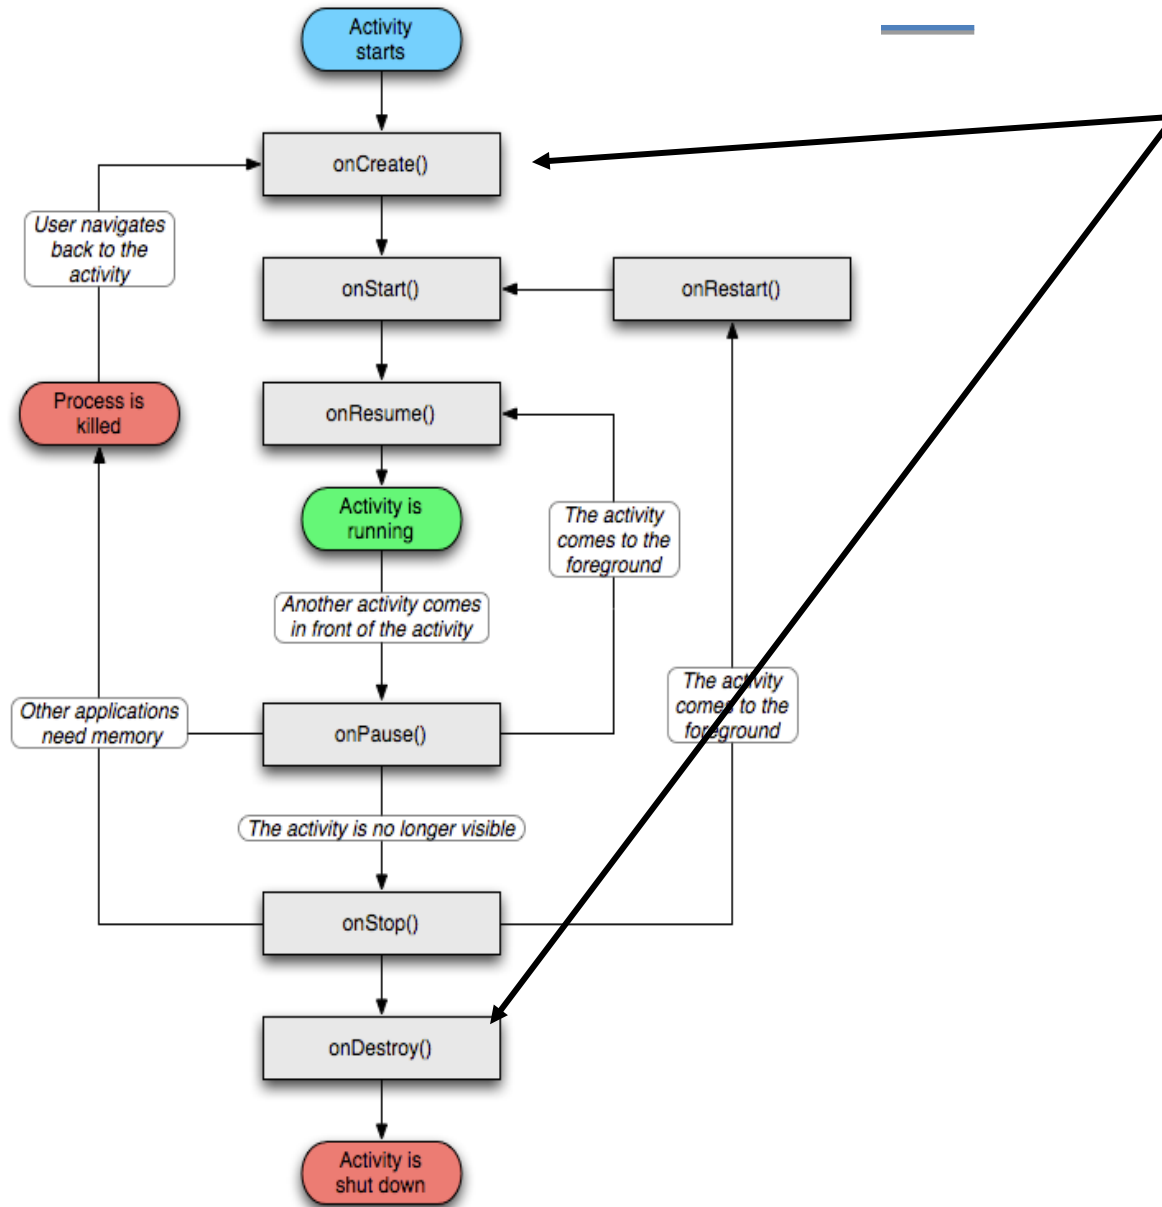 Activity
starts
onCreate()
User navigates
back to the
activity
onStart()
onRestart()
Process is
killed
onResume()
Activity is
running
The activity
comes to the
foreground
Another activity comes
in front of the activity
The activity
comes to the
foreground
Other applications
need memory
onPause()
The activity is no longer visible
onStop()
onDestroy()
Activity is
shut down